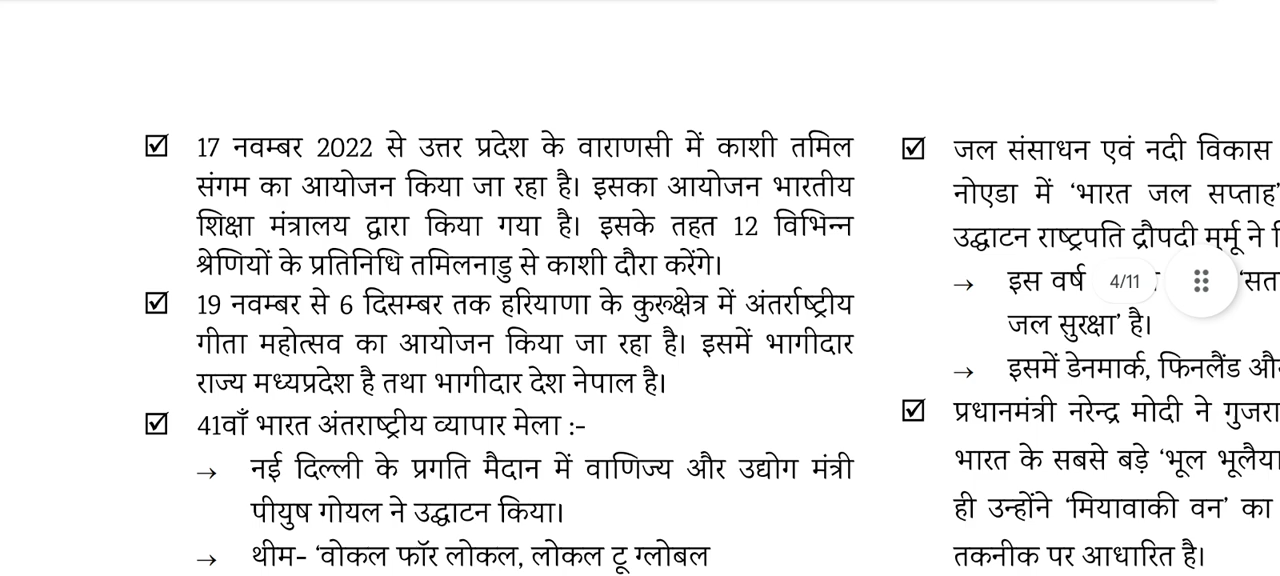 17 नवम्बर 2022 से उत्तर प्रदेश के वाराणसी में काशी तमिल
संगम का आयोजन किया जा रहा है। इसका आयोजन भारतीय
शिक्षा मंत्रालय द्वारा किया गया है। इसके तहत 12 विभिन्न
श्रेणियों के प्रतिनिधि तमिलनाडु से काशी दौरा करेंगे।
19 नवम्बर से 6 दिसम्बर तक हरियाणा के कुरूक्षेत्र में अंतर्राष्ट्रीय
गीता महोत्सव का आयोजन किया जा रहा है। इसमें भागीदार
राज्य मध्यप्रदेश है तथा भागीदार देश नेपाल है।
41वाँ भारत अंतराष्ट्रीय व्यापार मेला :-
→ नई दिल्ली के प्रगति मैदान में वाणिज्य और उद्योग मंत्री
पीयुष गोयल ने उद्घाटन किया।
→ थीम- ‘वोकल फॉर लोकल, लोकल टू ग्लोबल
जल संसाधन एवं नदी विकास
नोएडा में ‘भारत जल सप्ताह’
उद्घाटन राष्ट्रपति द्रौपदी मुर्मू ने
→ इस वर्ष
4/11
जल सुरक्षा’ है।
→ इसमें डेनमार्क, फिनलैंड
प्रधानमंत्री नरेन्द्र मोदी ने
भारत के सबसे बड़े ‘भूल भूलैया
ही उन्होंने ‘मियावाकी वन’ का
तकनीक पर आधारित है।